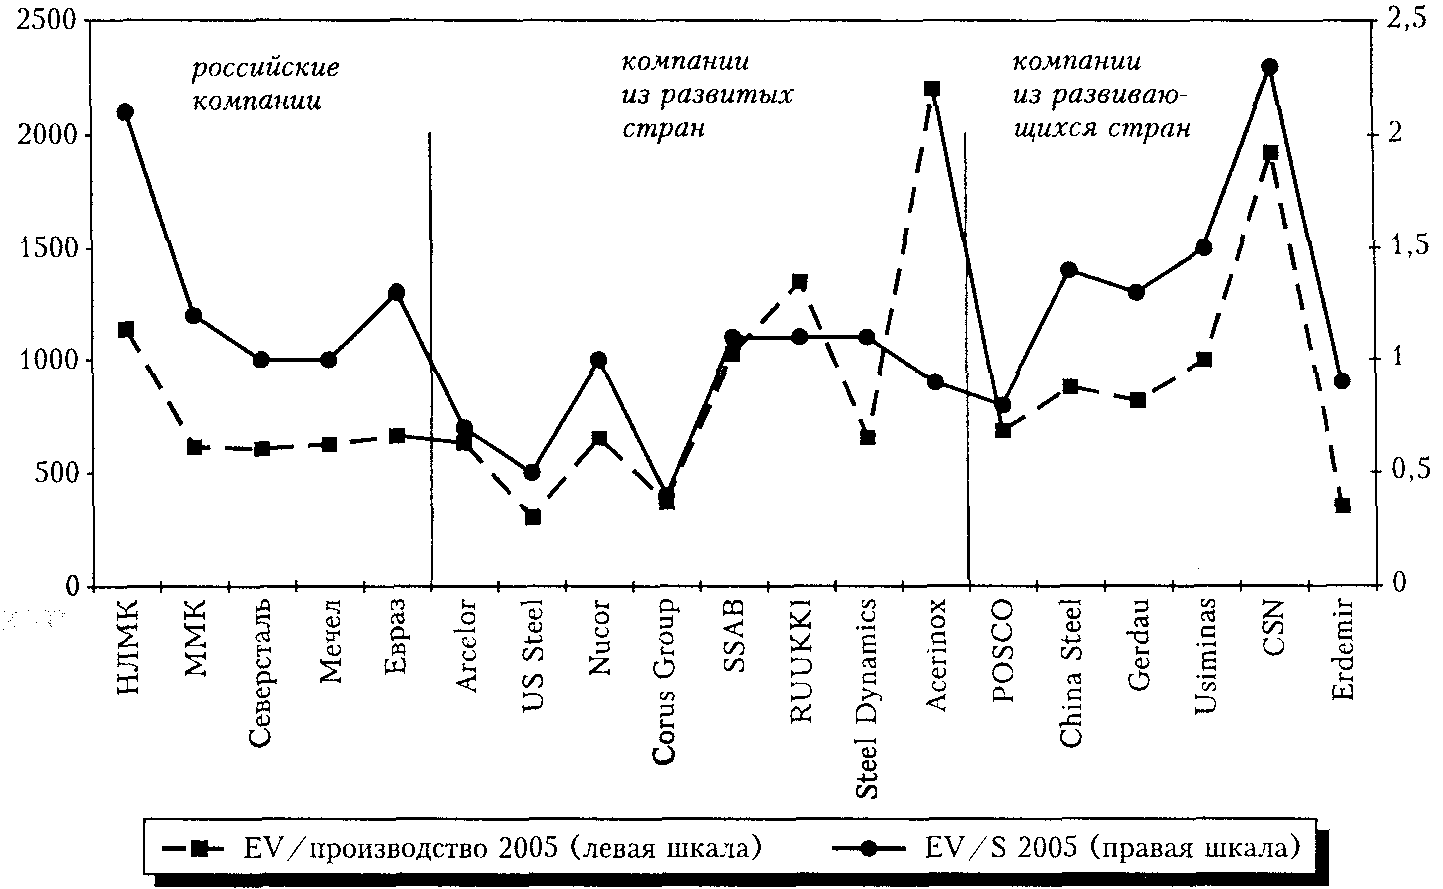 2500
2000
1500
1000
500
0
2,5
2
1,5
1
0,5
0
российские
компании
компании
из развитых
стран
компании
из развиваю-
щихся стран
НЛМК
ММК
Северсталь
Мечел
Евраз
Arcelor
US Steel
Nucor
Corus Group
SSAB
RUUKKI
Steel Dynamics
Acerinox
POSCO
China Steel
Gerdau
Usiminas
CSN
Erdemir
EV/производство 2005 (левая шкала)
EV/S 2005 (правая шкала)